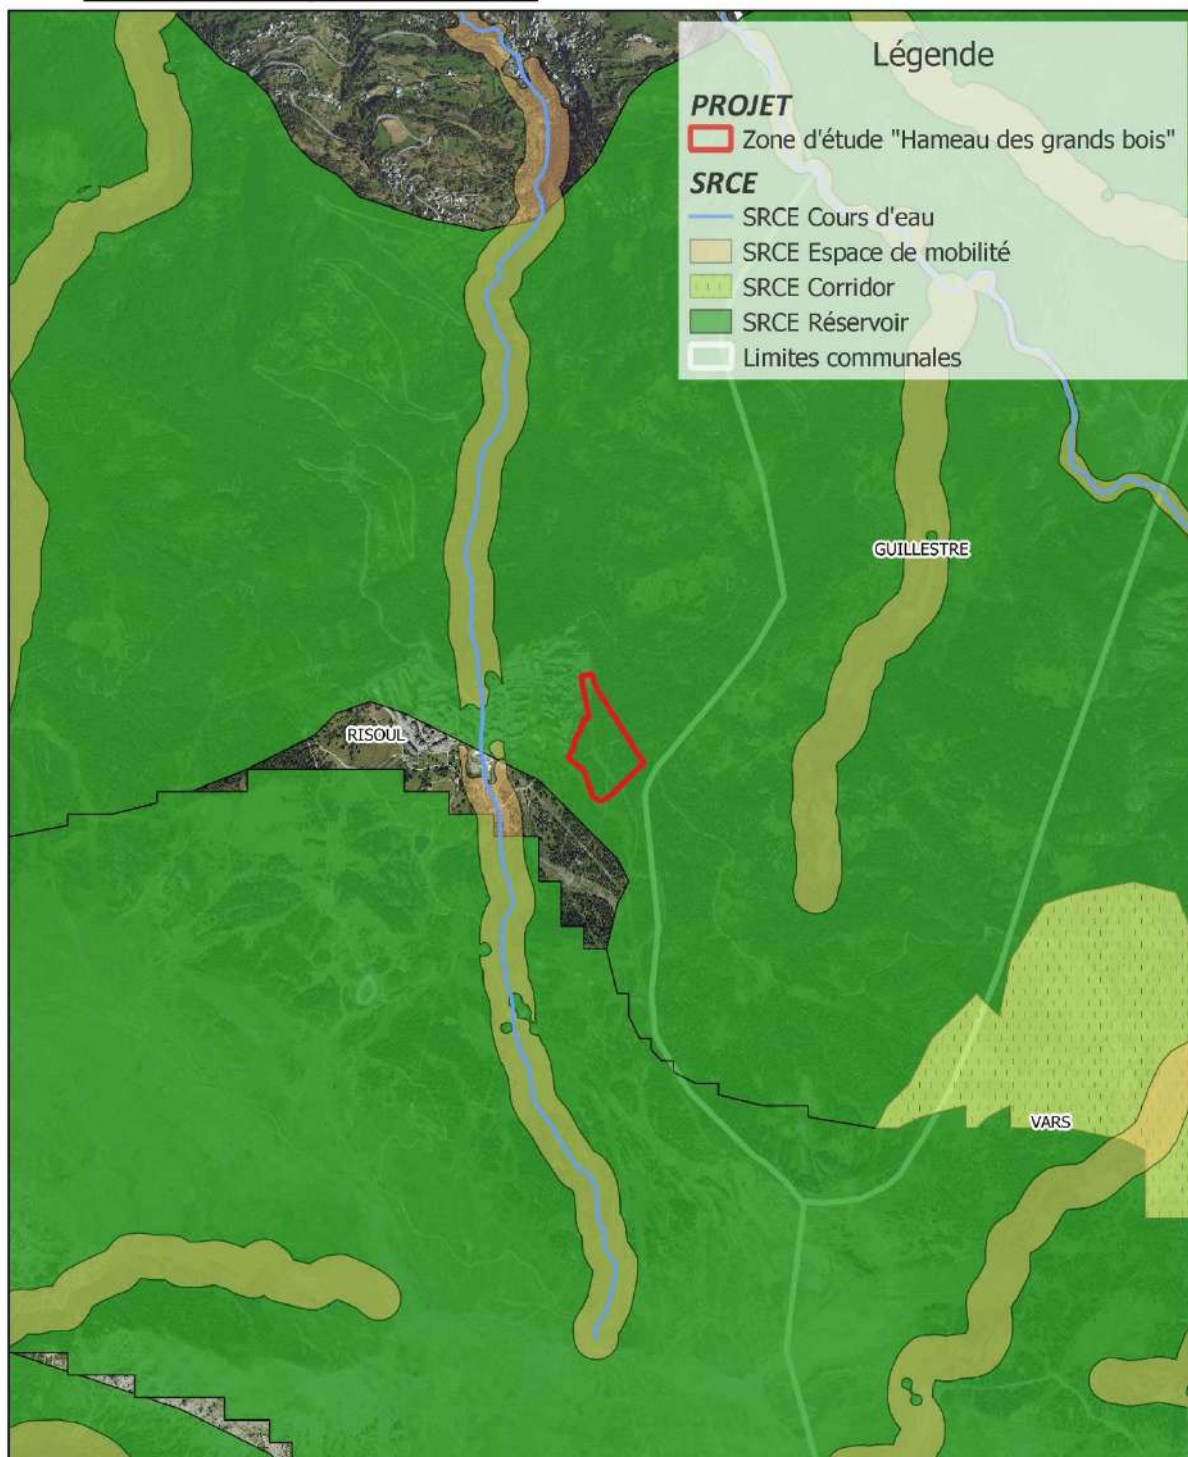 Légende
PROJET
Zone d'étude "Hameau des grands bois"
SRCE
SRCE Cours d'eau
SRCE Espace de mobilité
SRCE Corridor
SRCE Réservoir
Limites communales
GUILLESTRE
RISOUL
VARS